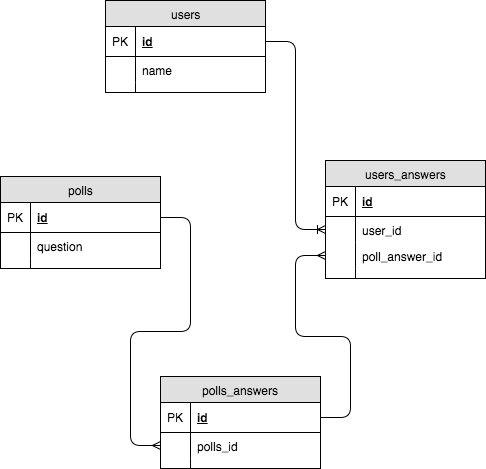 users
PK id
name
users_answers
PK id
user_id
poll_answer_id
polls
PK id
question
polls_answers
PK id
polls_id